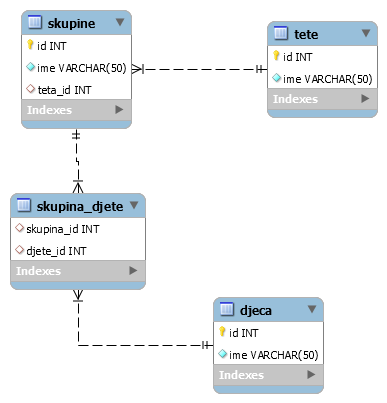 skupine
id INT
ime VARCHAR(50)
teta_id INT
Indexes
tete
id INT
ime VARCHAR(50)
Indexes
skupina_djete
skupina_id INT
djete_id INT
Indexes
djeca
id INT
ime VARCHAR(50)
Indexes